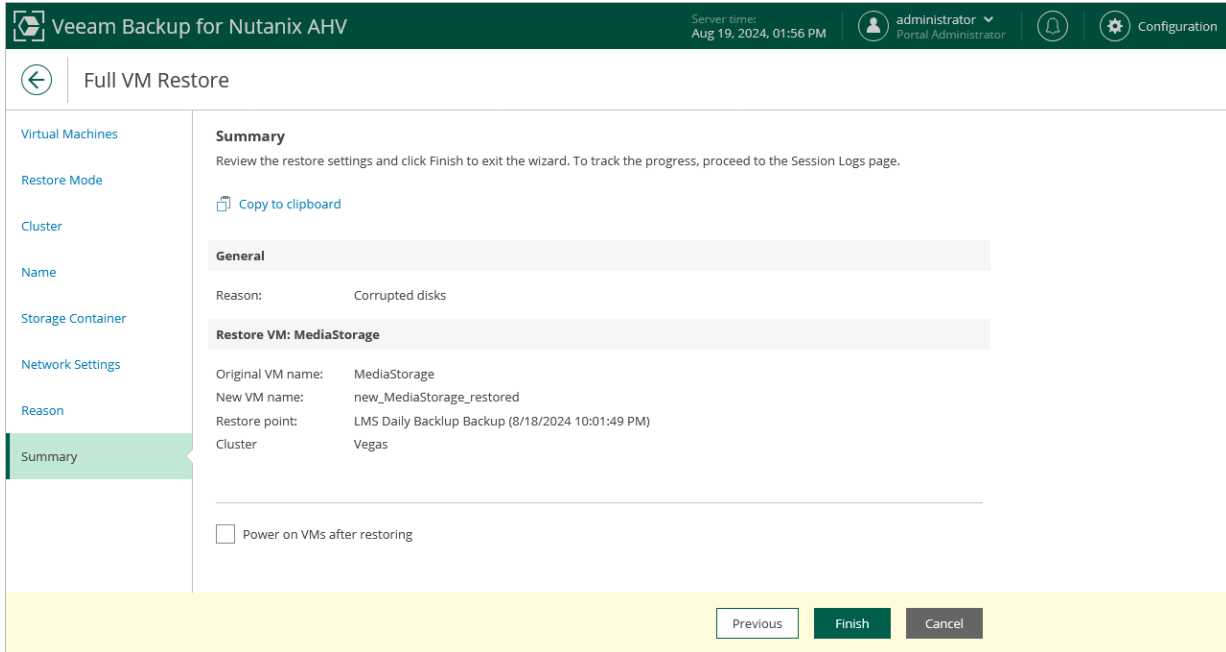 Veeam Backup for Nutanix AHV
Server time:
Aug 19, 2024, 01:56 PM
administrator
Portal Administrator
Configuration
Full VM Restore
Virtual Machines
Restore Mode
Cluster
Name
Storage Container
Network Settings
Reason
Summary
Summary
Review the restore settings and click Finish to exit the wizard. To track the progress, proceed to the Session Logs page.
Copy to clipboard
General
Reason: Corrupted disks
Restore VM: MediaStorage
Original VM name: MediaStorage
New VM name: new_MediaStorage_restored
Restore point: LMS Daily Backlup Backup (8/18/2024 10:01:49 PM)
Cluster Vegas
Power on VMs after restoring
Previous Finish Cancel